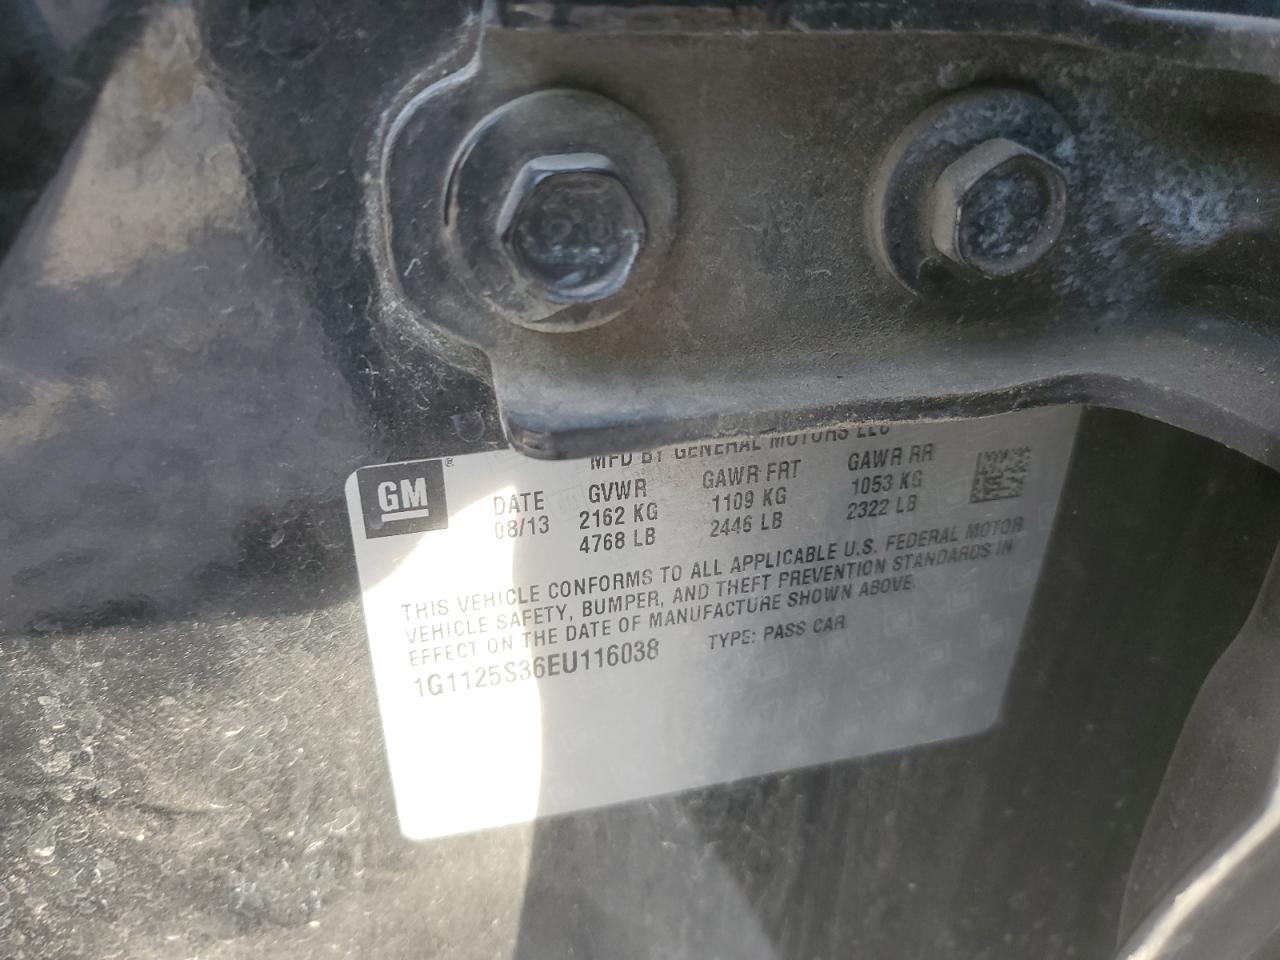 GM ®
MFD BY GENERAL MOTORS LLC
DATE GVWR GAWR FRT GAWR RR
08/13 2162 KG 1109 KG 1053 KG
4768 LB 2446 LB 2322 LB
THIS VEHICLE CONFORMS TO ALL APPLICABLE U.S. FEDERAL MOTOR
VEHICLE SAFETY, BUMPER, AND THEFT PREVENTION STANDARDS IN
EFFECT ON THE DATE OF MANUFACTURE SHOWN ABOVE.
1G1125S36EU116038 TYPE: PASS CAR